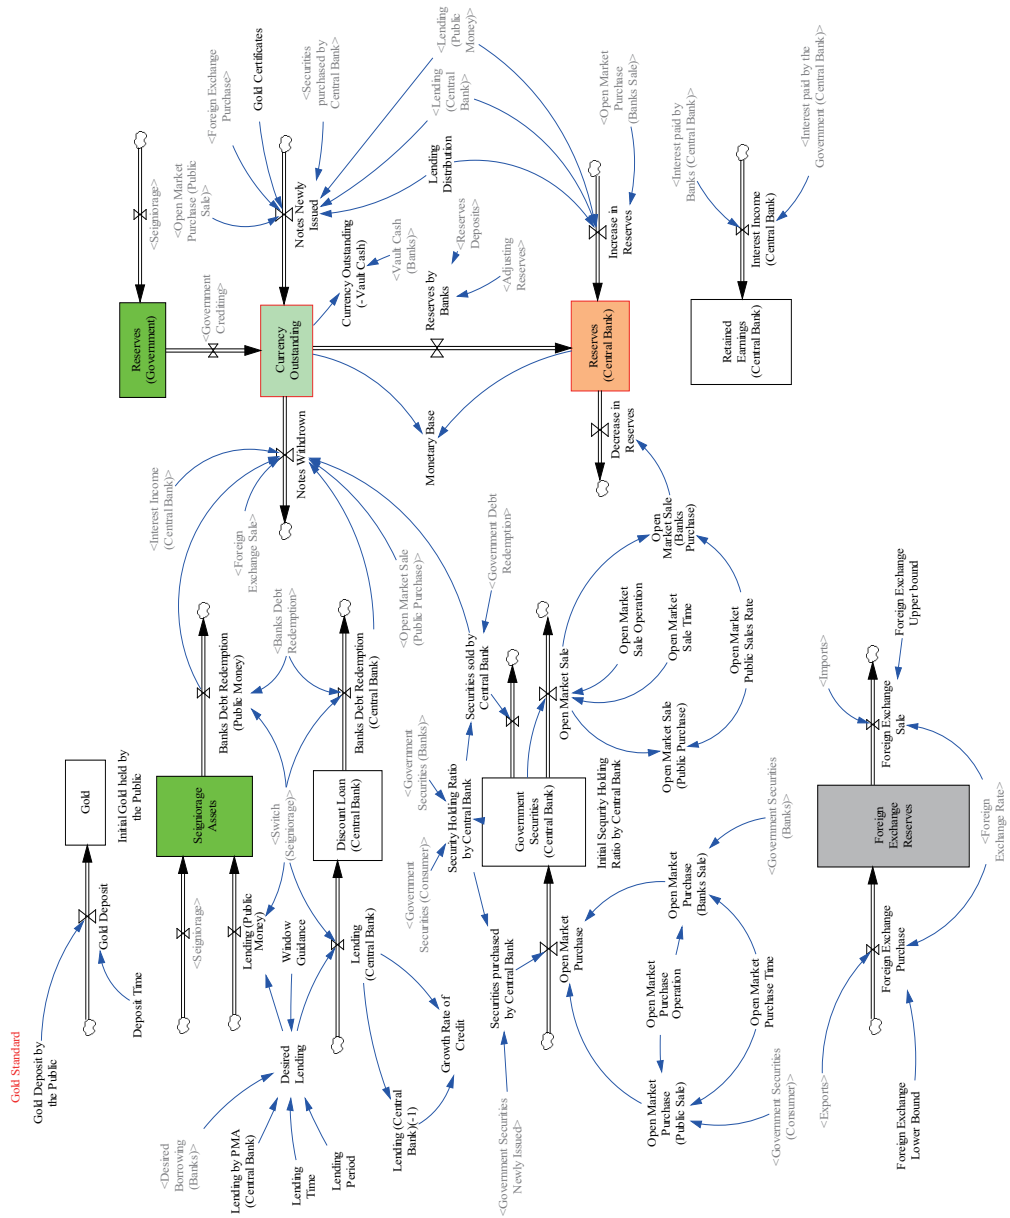 Gold Standard
Gold Deposit by
the Public
Deposit Time
Gold Deposit
Gold
Initial Gold held by
the Public
<Seigniorage>
Seigniorage
Assets
Lending (Public
Money)
Banks Debt Redemption
(Public Money)
<Desired
Borrowing
(Banks)>
Lending by PMA
(Central Bank)
Lending
Time
Lending
Period
Desired
Lending
Window
Guidance
<Switch
(Seigniorage)>
<Banks Debt
Redemption>
Discount Loan
(Central Bank)
Lending
(Central Bank)
Banks Debt Redemption
(Central Bank)
Lending (Central
Bank)(-1)
Growth Rate of
Credit
<Government
Securities (Consumer)>
<Government
Securities (Banks)>
Security Holding Ratio
by Central Bank
Securities sold by
Central Bank
<Government Debt
Redemption>
<Government Securities
Newly Issued>
Securities purchased
by Central Bank
Government
Securities
(Central Bank)
Open Market
Purchase
Open Market Sale
Initial Sequrity Holding
Ratio by Central Bank
Open Market
Sale Operation
Open Market
Sale Time
Open Market
Public Sales Rate
Open Market Sale
(Public Purchase)
Open
Market Sale
(Banks
Purchase)
Open Market
Purchase
(Public Sale)
Open Market
Purchase
Operation
Open Market
Purchase
(Banks Sale)
Open Market
Purchase Time
<Government Securities
(Consumer)>
<Government Securities
(Banks)>
<Exports>
Foreign Exchange
Lower Bound
Foreign Exchange
Purchase
Foreign
Exchange
Reserves
Foreign Exchange
Sale
<Imports>
Foreign Exchange
Upper bound
<Foreign
Exchange Rate>
Reserves
(Government)
<Seigniorage>
<Government
Crediting>
<Open Market
Purchase (Public
Sale)>
<Foreign Exchange
Purchase>
Gold Certificates
<Securities
purchased by
Central Bank>
<Lending
(Public
Money)>
<Lending
(Central
Bank)>
Lending
Distribution
Notes Newly
Issued
Currency
Outstanding
Currency Outstanding
(-Vault Cash)
<Vault Cash
(Banks)>
Notes Withdrown
<Interest Income
(Central Bank)>
<Foreign
Exchange Sale>
<Open Market Sale
(Public Purchase)>
Monetary Base
Reserves by
Banks
<Reserves
Deposits>
<Adjusting
Reserves>
Reserves
(Central Bank)
Increase in
Reserves
Decrease in
Reserves
<Open Market
Purchase
(Banks Sale)>
<Interest paid by
Banks (Central Bank)>
<Interest paid by the
Government (Central Bank)>
Interest Income
(Central Bank)
Retained
Earnings
(Central Bank)